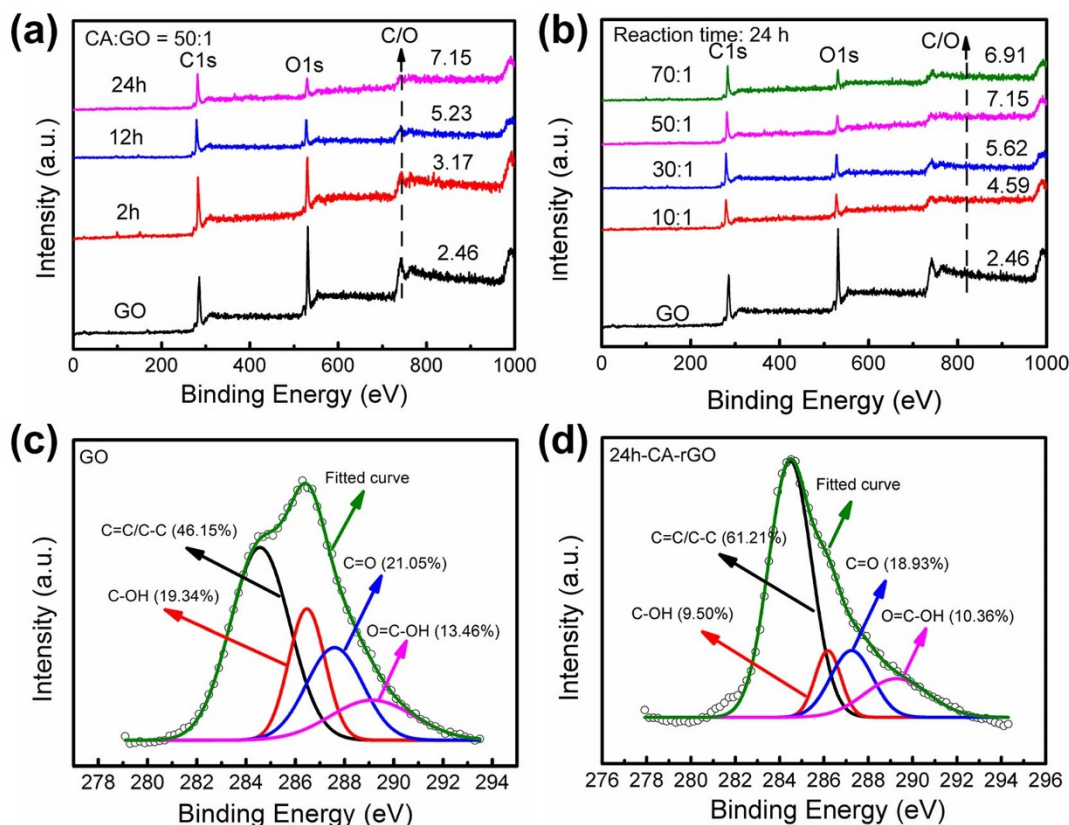 (a)
CA:GO = 50:1
C1s
O1s
C/O
24h
7.15
12h
5.23
2h
3.17
GO
2.46
Intensity (a.u.)
0 200 400 600 800 1000
Binding Energy (eV)
(b)
Reaction time: 24 h
C1s
O1s
C/O
70:1
6.91
50:1
7.15
30:1
5.62
10:1
4.59
GO
2.46
Intensity (a.u.)
0 200 400 600 800 1000
Binding Energy (eV)
(c)
GO
Fitted curve
C=C/C-C (46.15%)
C=O (21.05%)
C-OH (19.34%)
O=C-OH (13.46%)
Intensity (a.u.)
278 280 282 284 286 288 290 292 294
Binding Energy (eV)
(d)
24h-CA-rGO
Fitted curve
C=C/C-C (61.21%)
C=O (18.93%)
C-OH (9.50%)
O=C-OH (10.36%)
Intensity (a.u.)
276 278 280 282 284 286 288 290 292 294 296
Binding Energy (eV)